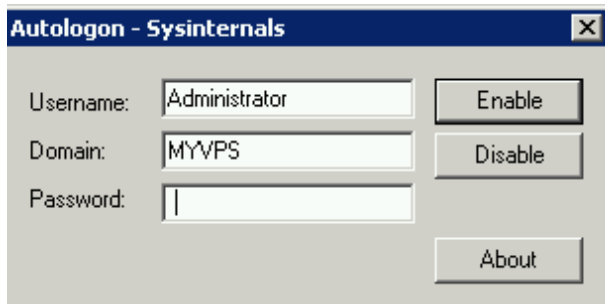 Autologon - Sysinternals
Username: Administrator Enable
Domain: MYVPS Disable
Password:
About